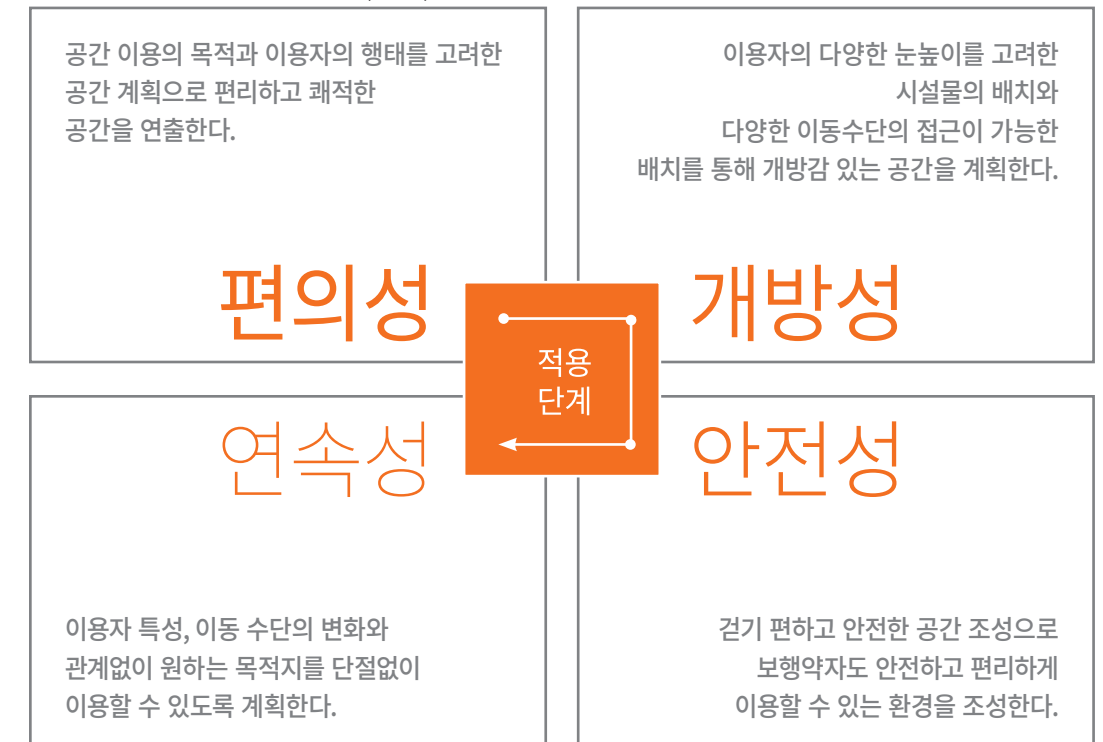 공간 이용의 목적과 이용자의 행태를 고려한
공간 계획으로 편리하고 쾌적한
공간을 연출한다.
편의성
이용자의 다양한 눈높이를 고려한
시설물의 배치와
다양한 이동수단의 접근이 가능한
배치를 통해 개방감 있는 공간을 계획한다.
개방성
적용
단계
연속성
이용자 특성, 이동 수단의 변화와
관계없이 원하는 목적지를 단절없이
이용할 수 있도록 계획한다.
안전성
걷기 편하고 안전한 공간 조성으로
보행약자도 안전하고 편리하게
이용할 수 있는 환경을 조성한다.